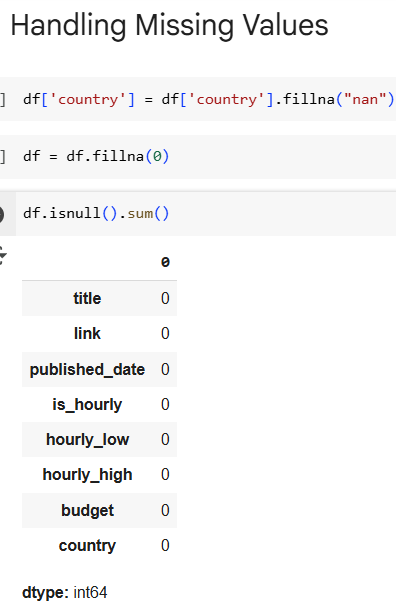 Handling Missing Values
] df['country'] = df['country'].fillna("nan")
] df = df.fillna(0)
df.isnull().sum()
0
title 0
link 0
published_date 0
is_hourly 0
hourly_low 0
hourly_high 0
budget 0
country 0
dtype: int64